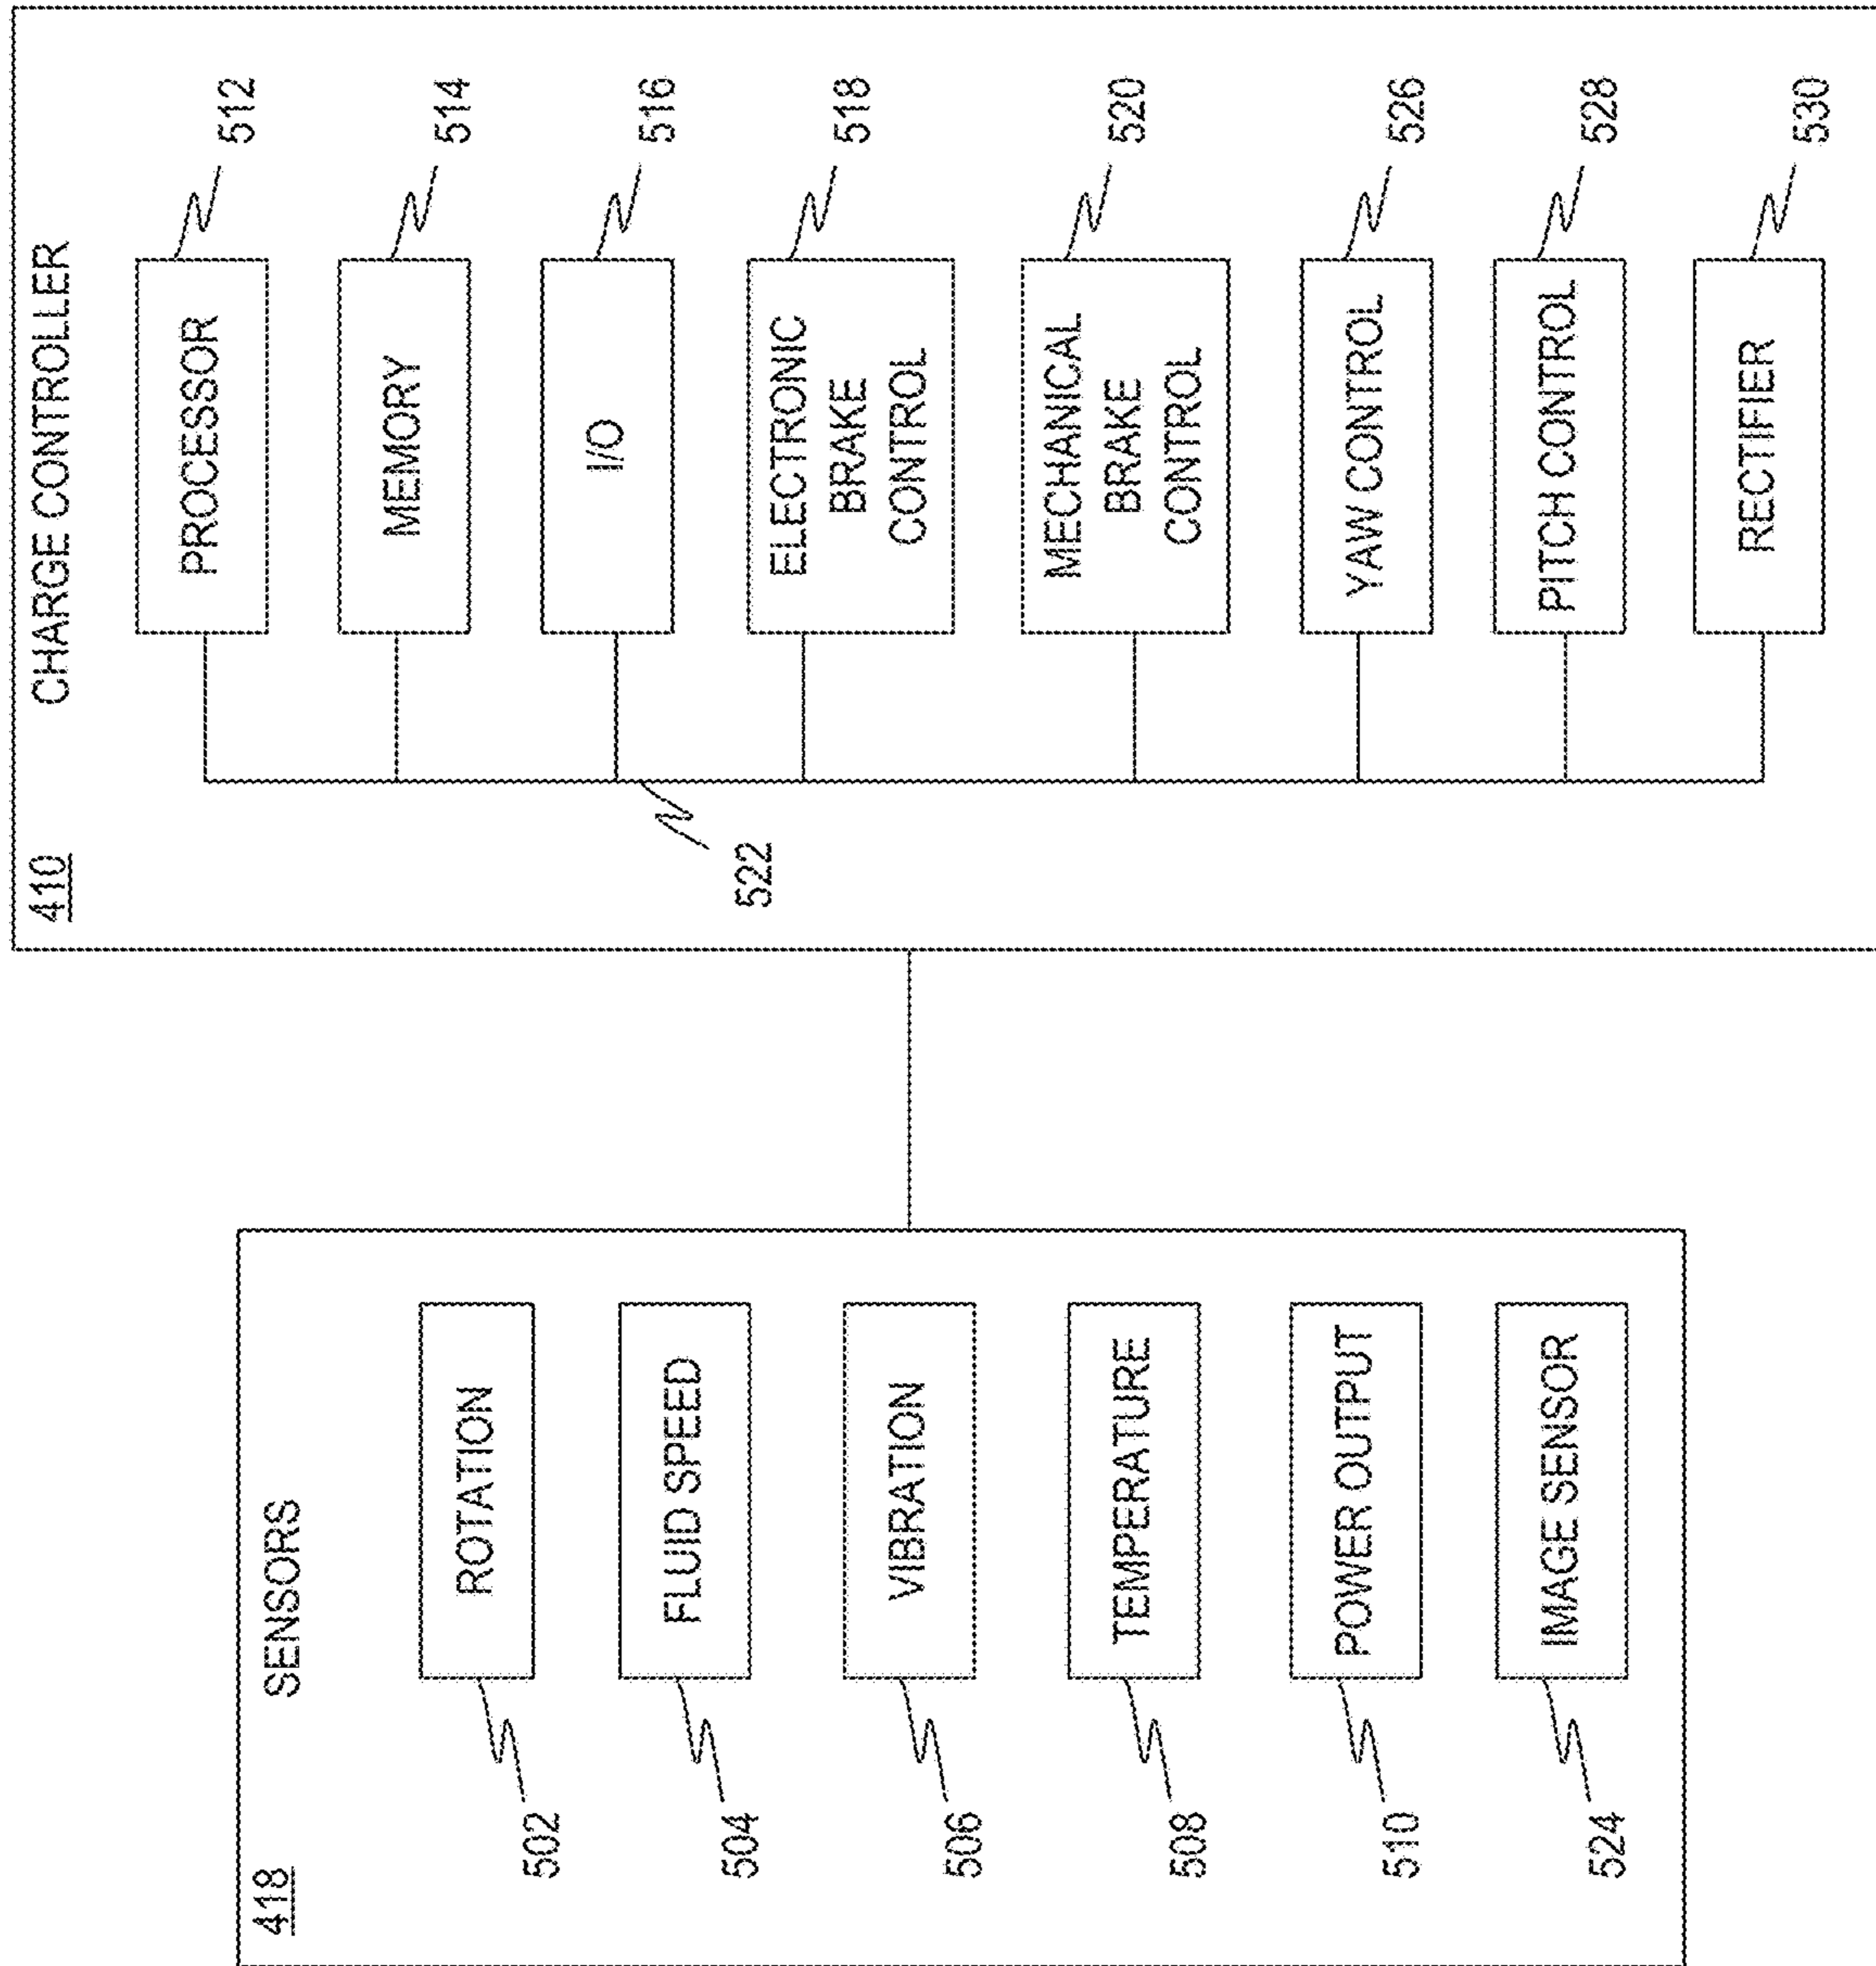 418
SENSORS
ROTATION
502
FLUID SPEED
504
VIBRATION
506
TEMPERATURE
508
POWER OUTPUT
510
IMAGE SENSOR
524
410
CHARGE CONTROLLER
PROCESSOR
512
MEMORY
514
I/O
516
ELECTRONIC
BRAKE
CONTROL
518
MECHANICAL
BRAKE
CONTROL
520
YAW CONTROL
526
PITCH CONTROL
528
RECTIFIER
530
522